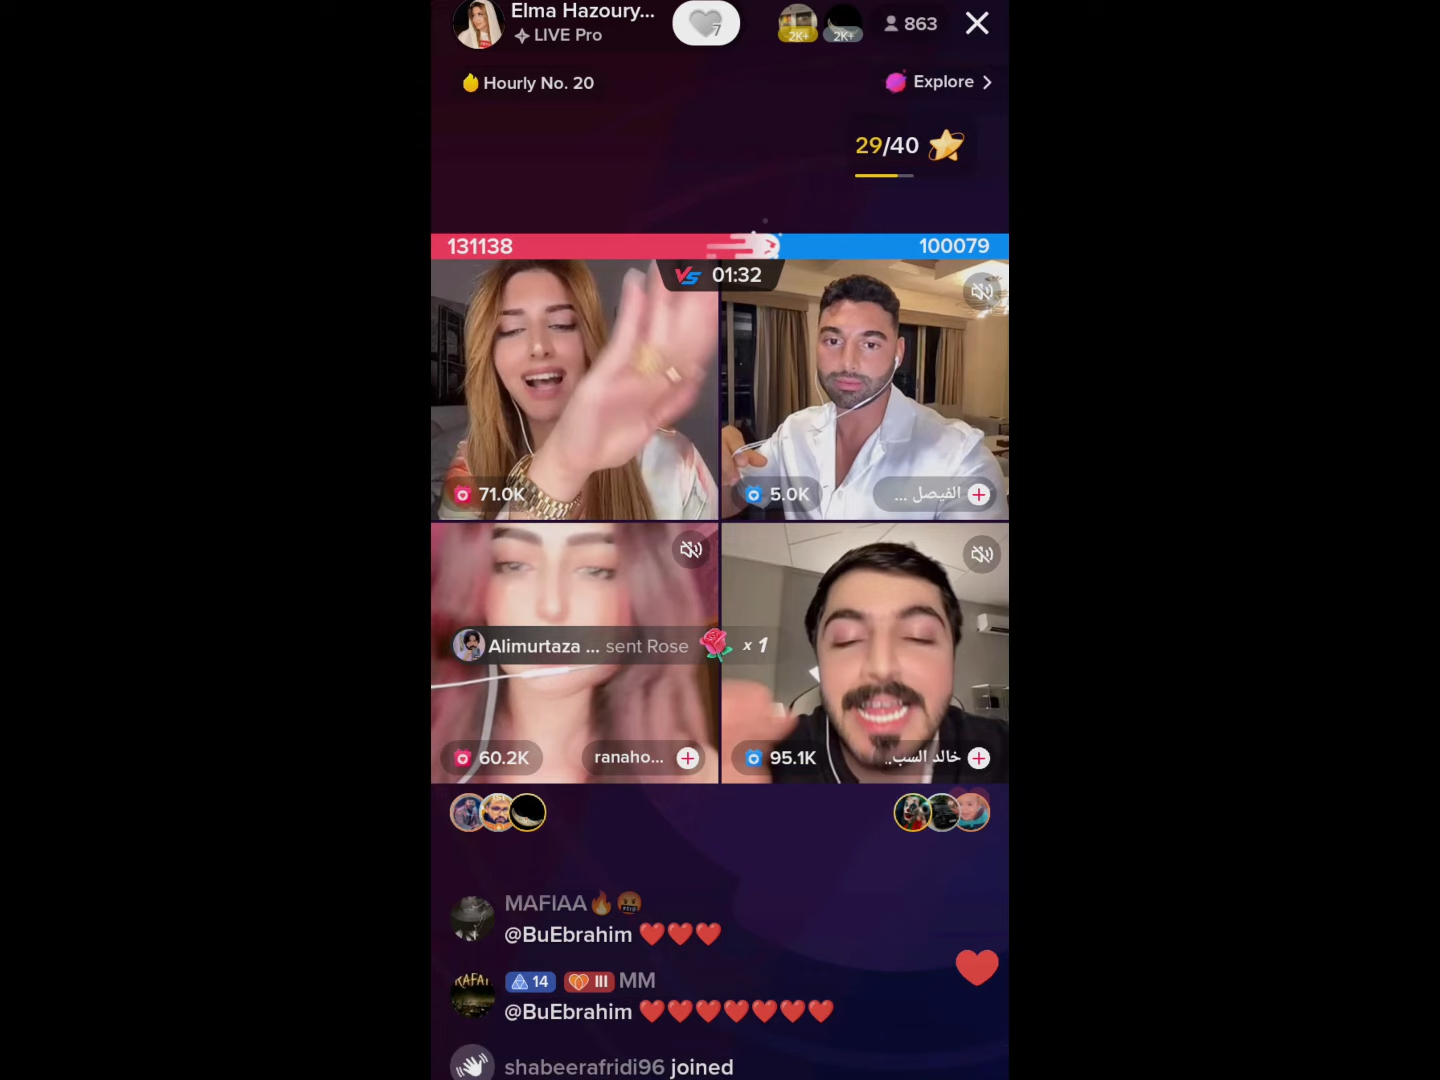 Elma Hazoury...
LIVE Pro
7
2K+
2K+
863
Hourly No. 20
Explore
29/40
131138
100079
VS 01:32
71.0K
5.0K
الفيصل ...
Alimurtaza ... sent Rose x 1
60.2K
ranaho...
95.1K
خالد السب..
MAFIAA🔥🤬
@BuEbrahim ❤️❤️❤️
14 III MM
@BuEbrahim ❤️❤️❤️❤️❤️❤️❤️
shabeerafridi96 joined